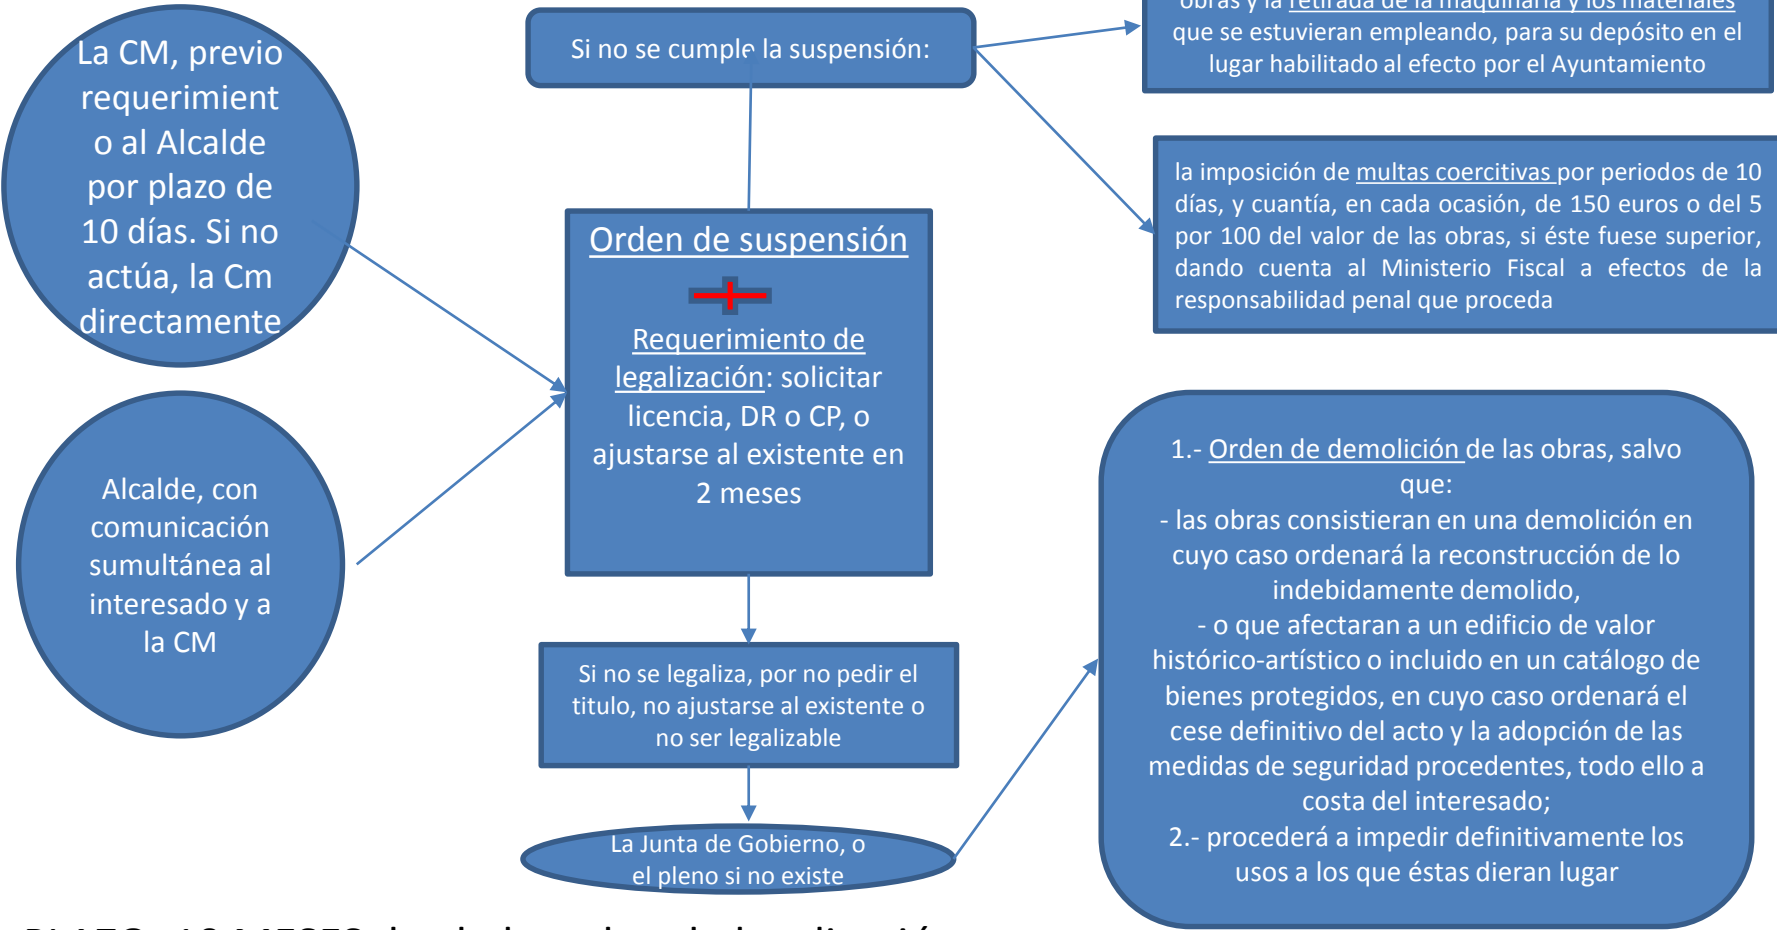 La CM, previo
requerimient
o al Alcalde
por plazo de
10 días. Si no
actúa, la Cm
directamente
Alcalde, con
comunicación
sumultánea al
interesado y a
la CM
Si no se cumple la suspensión:
Orden de suspensión
Requerimiento de
legalización: solicitar
licencia, DR o CP, o
ajustarse al existente en
2 meses
Si no se legaliza, por no pedir el
titulo, no ajustarse al existente o
no ser legalizable
La Junta de Gobierno, o
el pleno si no existe
obras y la retirada de la maquinaria y los materiales
que se estuvieran empleando, para su depósito en el
lugar habilitado al efecto por el Ayuntamiento
la imposición de multas coercitivas por periodos de 10
días, y cuantía, en cada ocasión, de 150 euros o del 5
por 100 del valor de las obras, si éste fuese superior,
dando cuenta al Ministerio Fiscal a efectos de la
responsabilidad penal que proceda
1.- Orden de demolición de las obras, salvo
que:
- las obras consistieran en una demolición en
cuyo caso ordenará la reconstrucción de lo
indebidamente demolido,
- o que afectaran a un edificio de valor
histórico-artístico o incluido en un catálogo de
bienes protegidos, en cuyo caso ordenará el
cese definitivo del acto y la adopción de las
medidas de seguridad procedentes, todo ello a
costa del interesado;
2.- procederá a impedir definitivamente los
usos a los que éstas dieran lugar